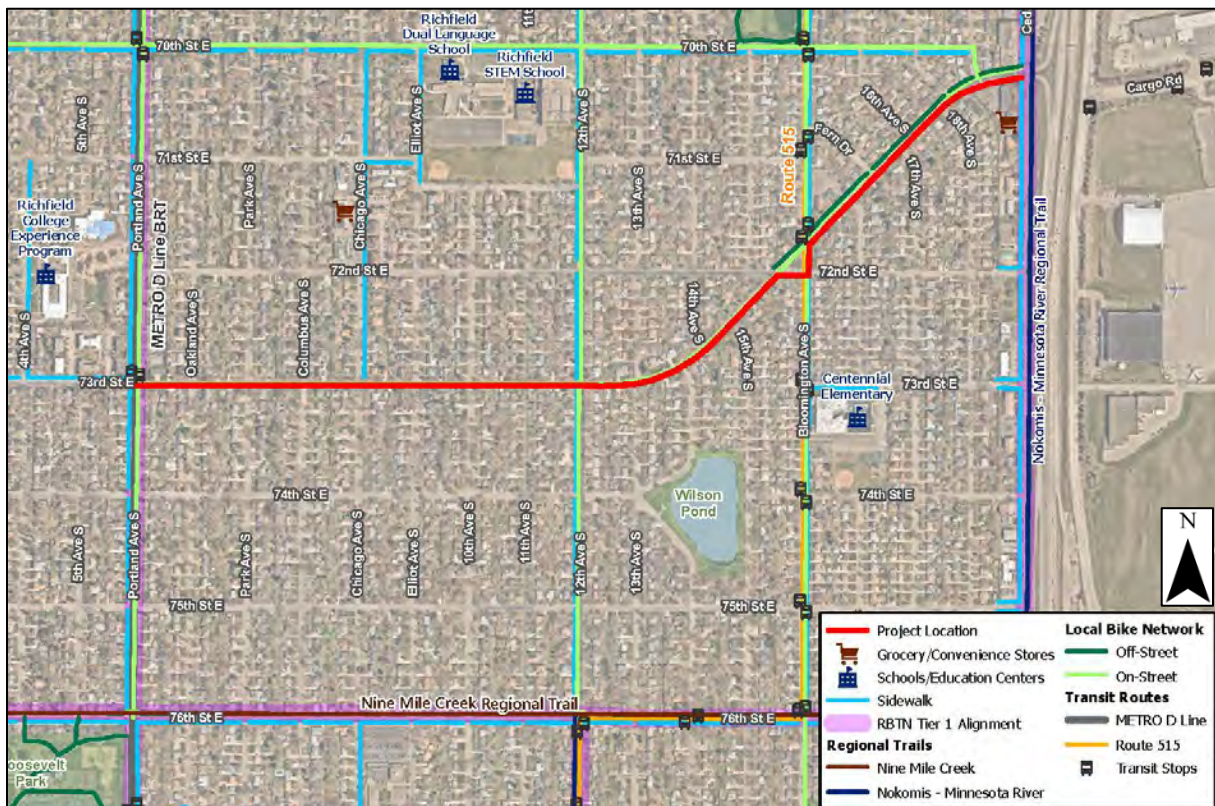 Richfield
Dual Language
School
11th
Ced
70th St E
70th St E
Richfield
STEM School
Cargo Rd
5th Ave S
Portland Ave S
Elliot Ave S
12th Ave S
16th Ave S
18th Ave S
Fern Dr
71st St E
71st St E
Park Ave S
Chicago Ave S
13th Ave S
Route 515
17th Ave S
Richfield
College
Experience
Program
METRO D Line BRT
72nd St E
72nd St E
Nokomis - Minnesota River Regional Trail
4th Ave S
Oakland Ave S
Columbus Ave S
14th Ave S
15th Ave S
Bloomington Ave S
73rd St E
73rd St E
Centennial
Elementary
74th St E
74th St E
Wilson
Pond
5th Ave S
Portland Ave S
Park Ave S
Chicago Ave S
Elliot Ave S
10th Ave S
11th Ave S
12th Ave S
13th Ave S
75th St E
75th St E
N
Nine Mile Creek Regional Trail
76th St E
76th St E
oosevelt
Park
Project Location
Grocery/Convenience Stores
Schools/Education Centers
Sidewalk
RBTN Tier 1 Alignment
Regional Trails
Nine Mile Creek
Nokomis - Minnesota River
Local Bike Network
Off-Street
On-Street
Transit Routes
METRO D Line
Route 515
Transit Stops